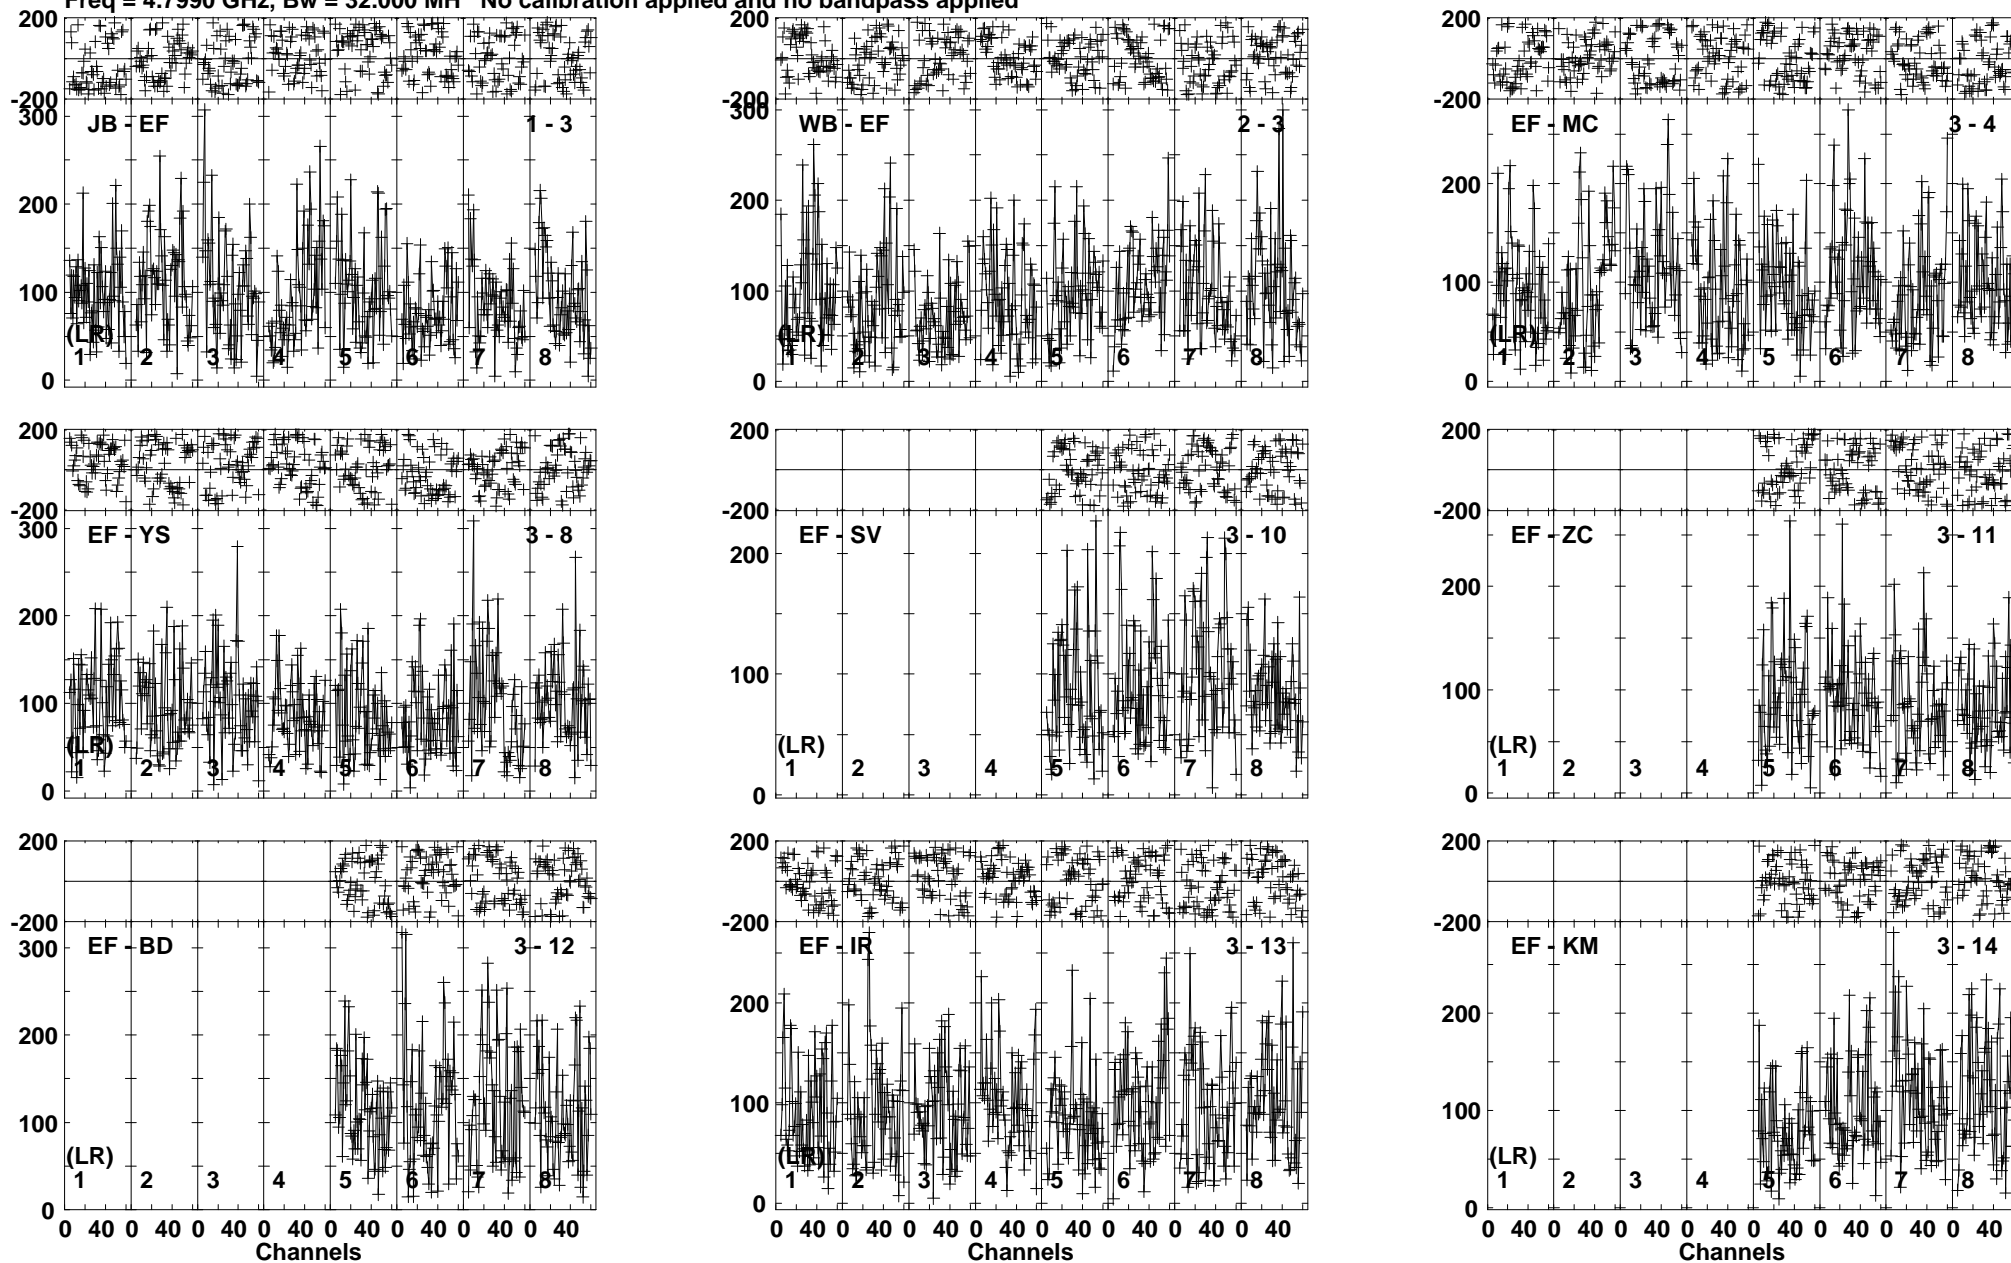 Freq = 4.7990 GHz, Bw = 32.000 MH No calibration applied and no bandpass applied
200 200 200
-200 -200 -200
300 JB - EF 1 - 3 300 WB - EF 2 - 3 EF - MC 3 - 4
200 200 200
100 100 100
(LR) (LR) (LR)
1 2 3 4 5 6 7 8 1 2 3 4 5 6 7 8 1 2 3 4 5 6 7 8
0 0 0
200 200 200
-200 -200 -200
300 EF - YS 3 - 8 EF - SV 3 - 10 EF - ZC 3 - 11
200 200 200
100 100 100
(LR) (LR) (LR)
1 2 3 4 5 6 7 8 1 2 3 4 5 6 7 8 1 2 3 4 5 6 7 8
0 0 0
200 200 200
-200 -200 -200
300 EF - BD 3 - 12 EF - IR 3 - 13 EF - KM 3 - 14
200 200 200
100 100 100
(LR) (LR) (LR)
1 2 3 4 5 6 7 8 1 2 3 4 5 6 7 8 1 2 3 4 5 6 7 8
0 0 0
0 40 0 40 0 40 0 40 0 40 0 40 0 40 0 40 0 40 0 40 0 40 0 40 0 40 0 40 0 40 0 40 0 40 0 40 0 40 0 40 0 40 0 40 0 40 0 40
Channels Channels Channels